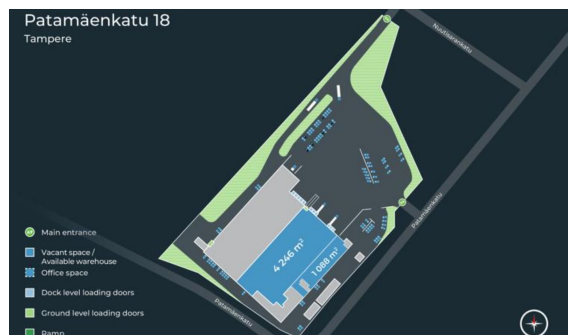 Patamäenkatu 18
Tampere
Nuutisarankatu
Patamäenkatu
4 246 m²
1 088 m²
Main entrance
Vacant space /
Available warehouse
Office space
Dock level loading doors
Ground level loading doors
Patamäenkatu
Ramp